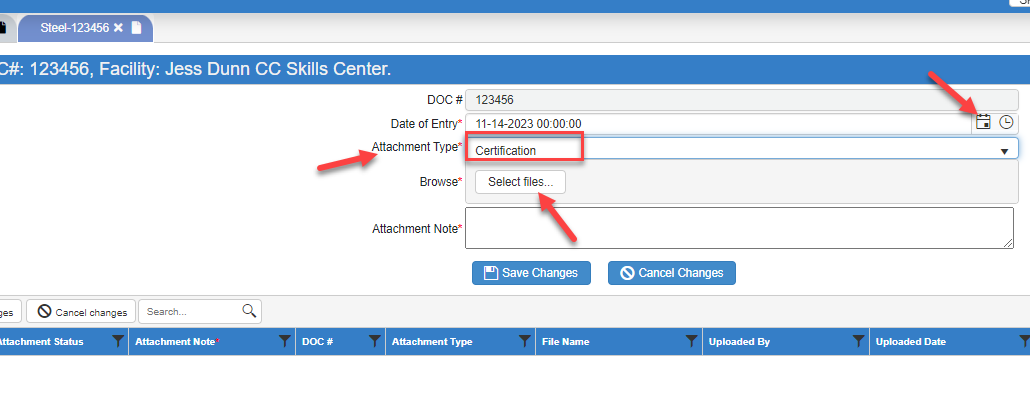 Steel-123456
C#: 123456, Facility: Jess Dunn CC Skills Center.
DOC # 123456
Date of Entry* 11-14-2023 00:00:00
Attachment Type* Certification
Browse* Select files...
Attachment Note*
Save Changes Cancel Changes
ges Cancel changes Search...
Attachment Status Attachment Note* DOC # Attachment Type File Name Uploaded By Uploaded Date